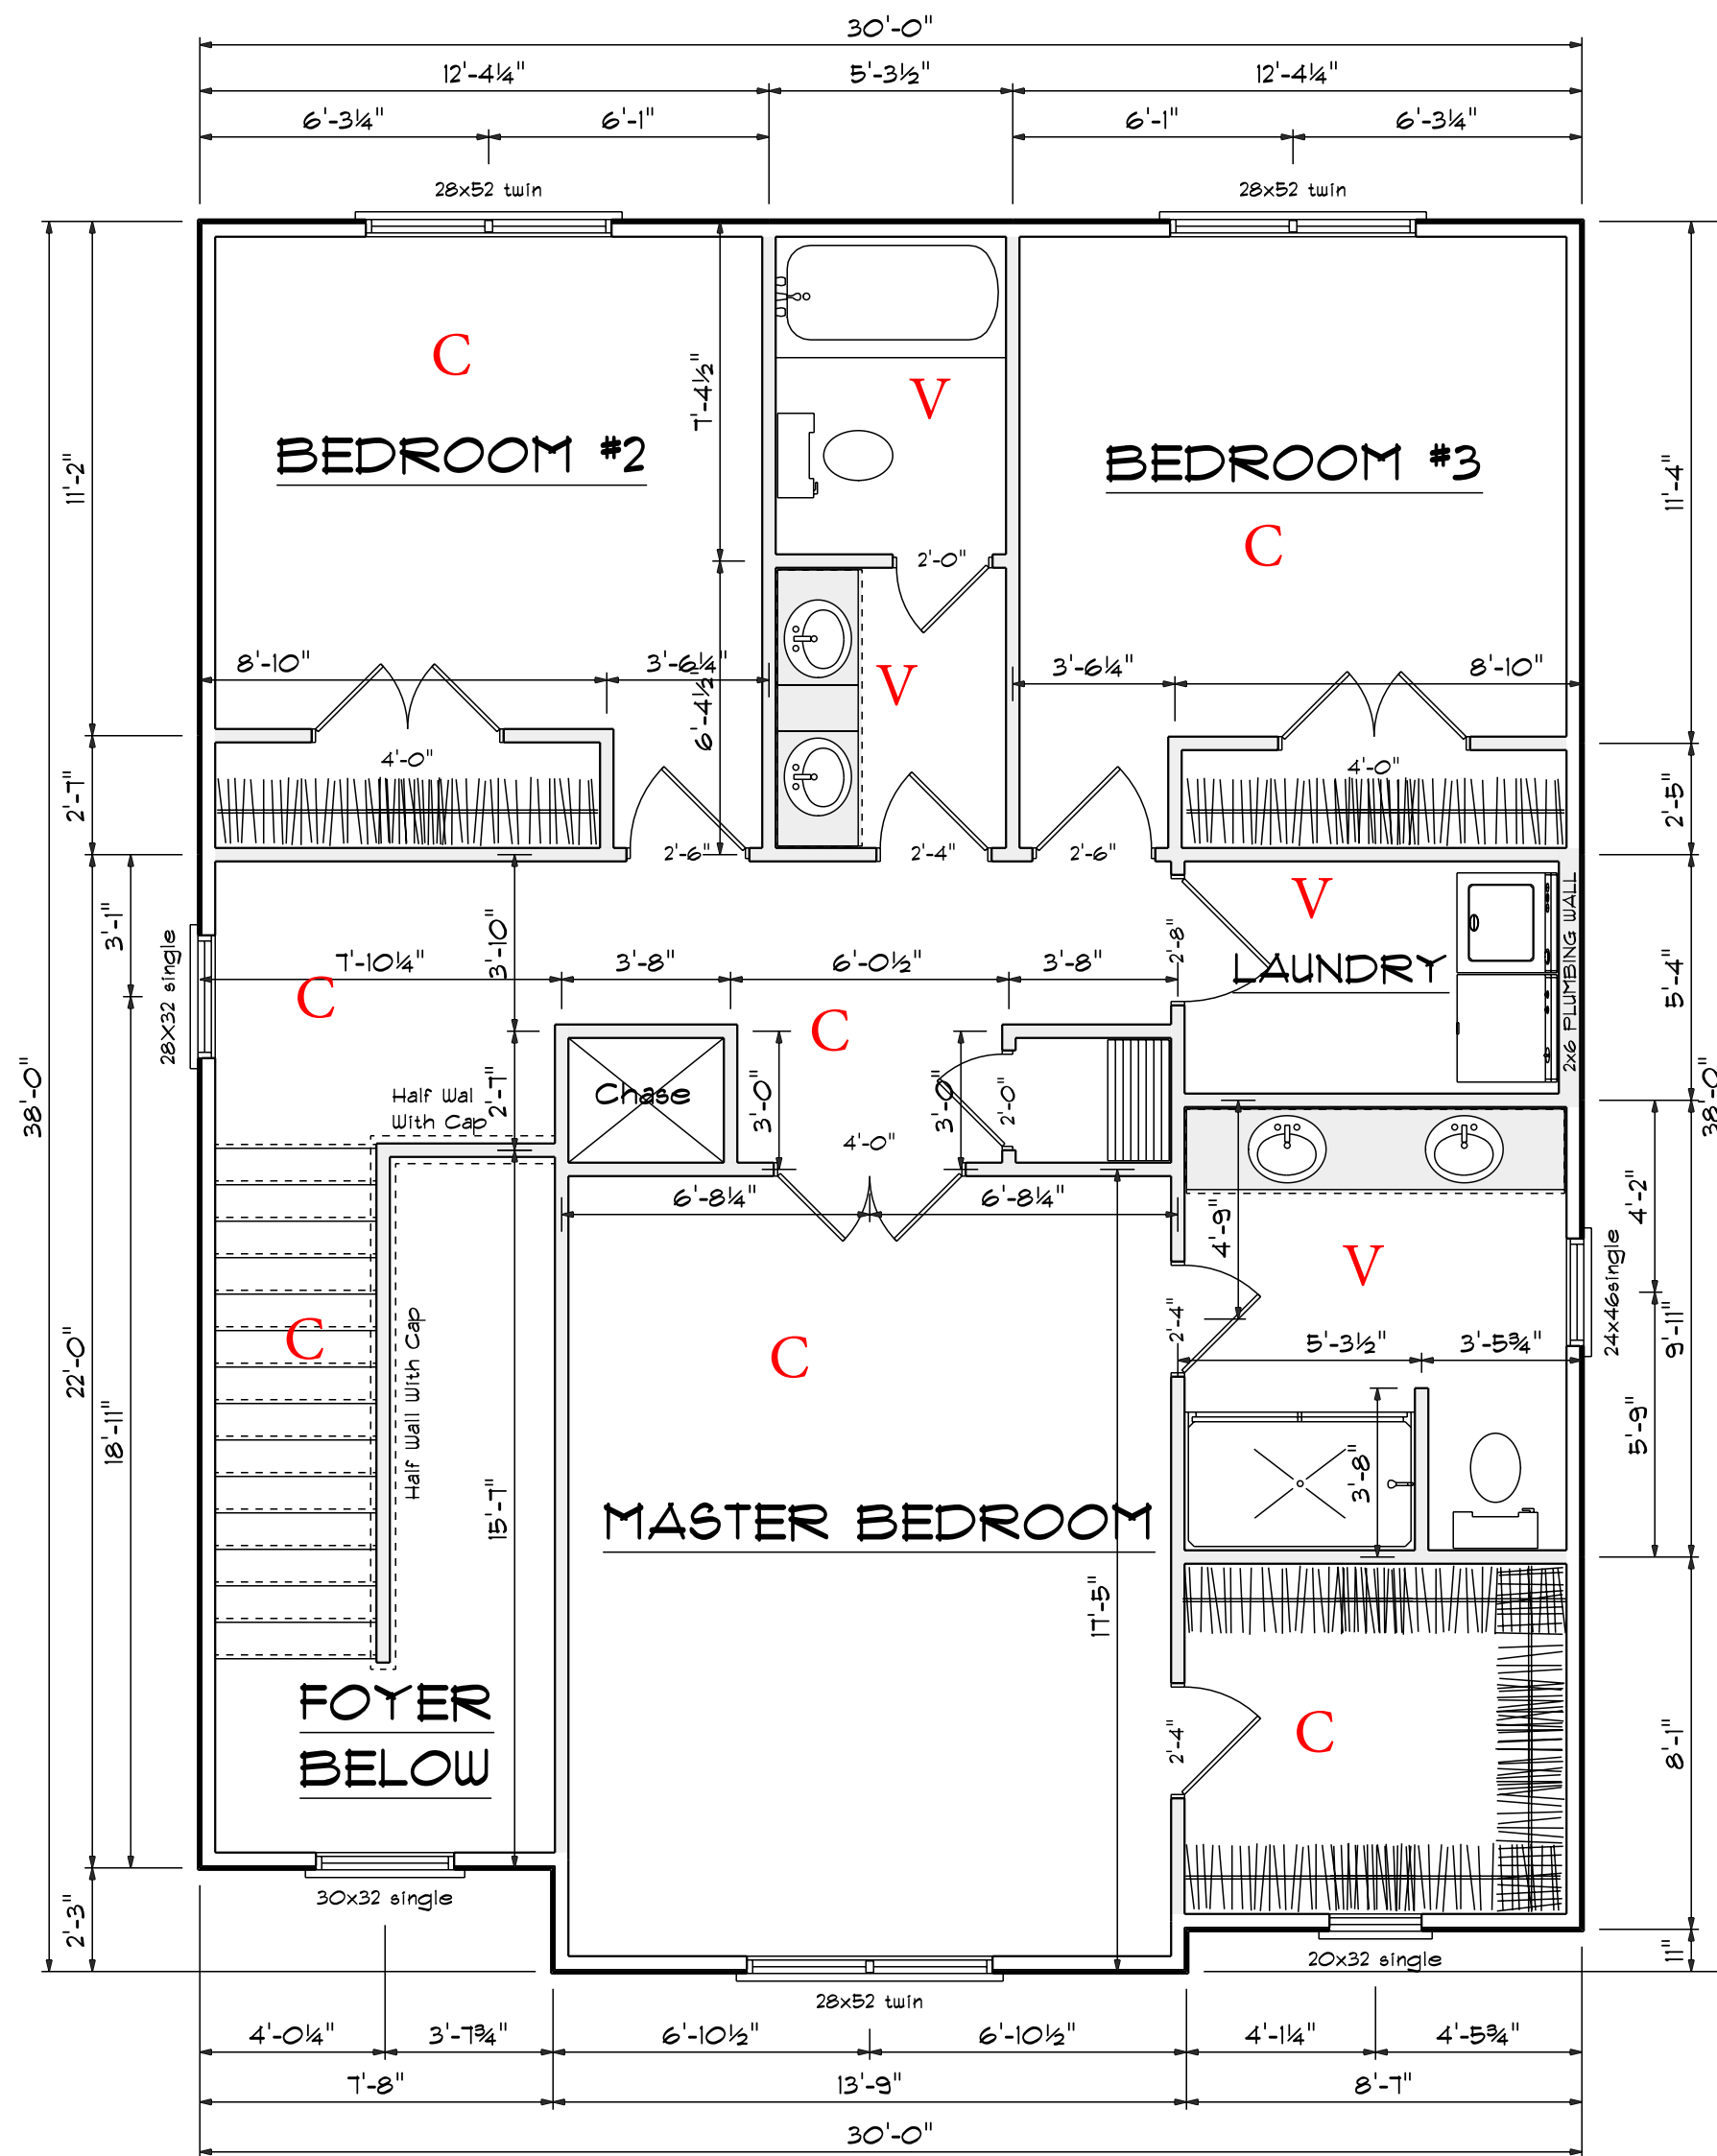 30'-0"
12'-4¼" 5'-3½" 12'-4¼"
6'-3¼" 6'-1" 6'-1" 6'-3¼"
28x52 twin 28x52 twin
C
V
7'-4½"
BEDROOM #2 BEDROOM #3
11'-2" 11'-4"
C
2'-0"
8'-10" 3'-6¼" 3'-6¼" 8'-10"
V
6'-4½"
4'-0" 4'-0"
2'-7" 2'-5"
2'-6" 2'-4" 2'-6"
V
3'-1"
28X32 single
7'-10¼" 3'-10" 3'-8" 6'-0½" 3'-8" 2'-8" LAUNDRY
2x6 PLUMBING WALL
5'-4"
C C
38'-0" 38'-0"
Half Wal
With Cap
2'-7"
Chase
3'-0" 3'-0" 2'-0"
4'-0"
6'-8¼" 6'-8¼"
4'-9" 4'-2"
V
24x46single
C C
22'-0"
Half Wall With Cap
2'-4"
5'-3½" 3'-5¾"
9'-11"
18'-11" 5'-9"
3'-8"
15'-7"
MASTER BEDROOM
17'-5"
FOYER
BELOW
2'-4"
C
8'-1"
30x32 single
2'-3"
20x32 single
11"
28x52 twin
4'-0¼" 3'-7¾" 6'-10½" 6'-10½" 4'-1¼" 4'-5¾"
7'-8" 13'-9" 8'-7"
30'-0"